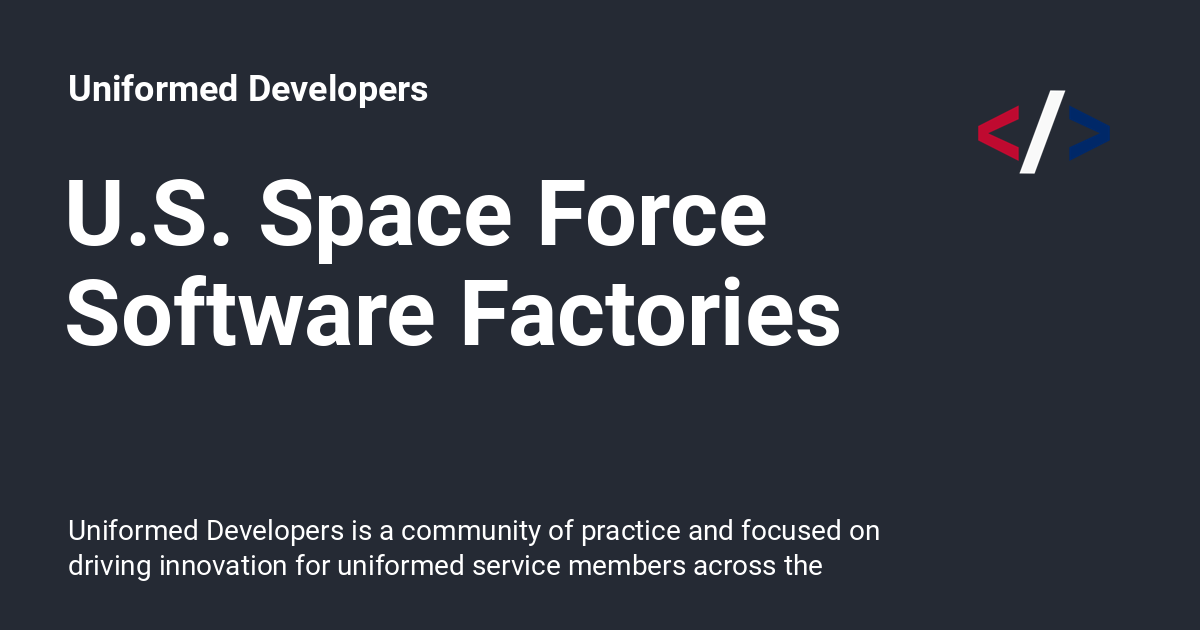 Uniformed Developers
</>
U.S. Space Force
Software Factories
Uniformed Developers is a community of practice and focused on
driving innovation for uniformed service members across the